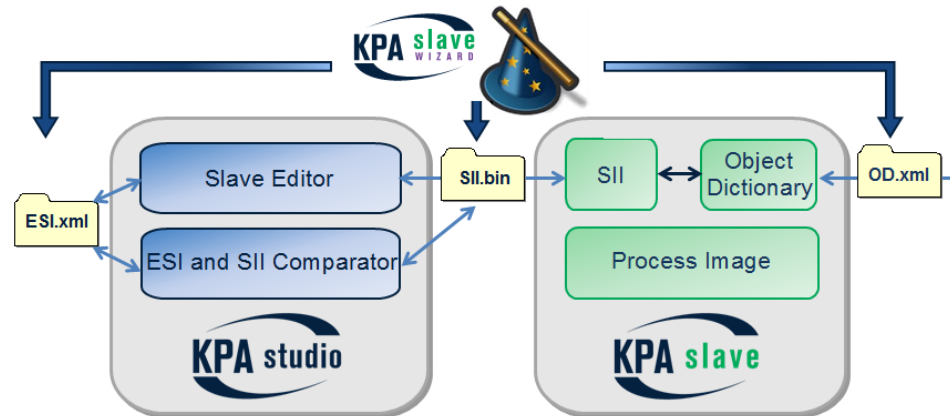 KPA slave
WIZARD
Slave Editor
SII.bin
SII
Object
Dictionary
OD.xml
ESI.xml
ESI and SII Comparator
Process Image
KPA studio
KPA slave